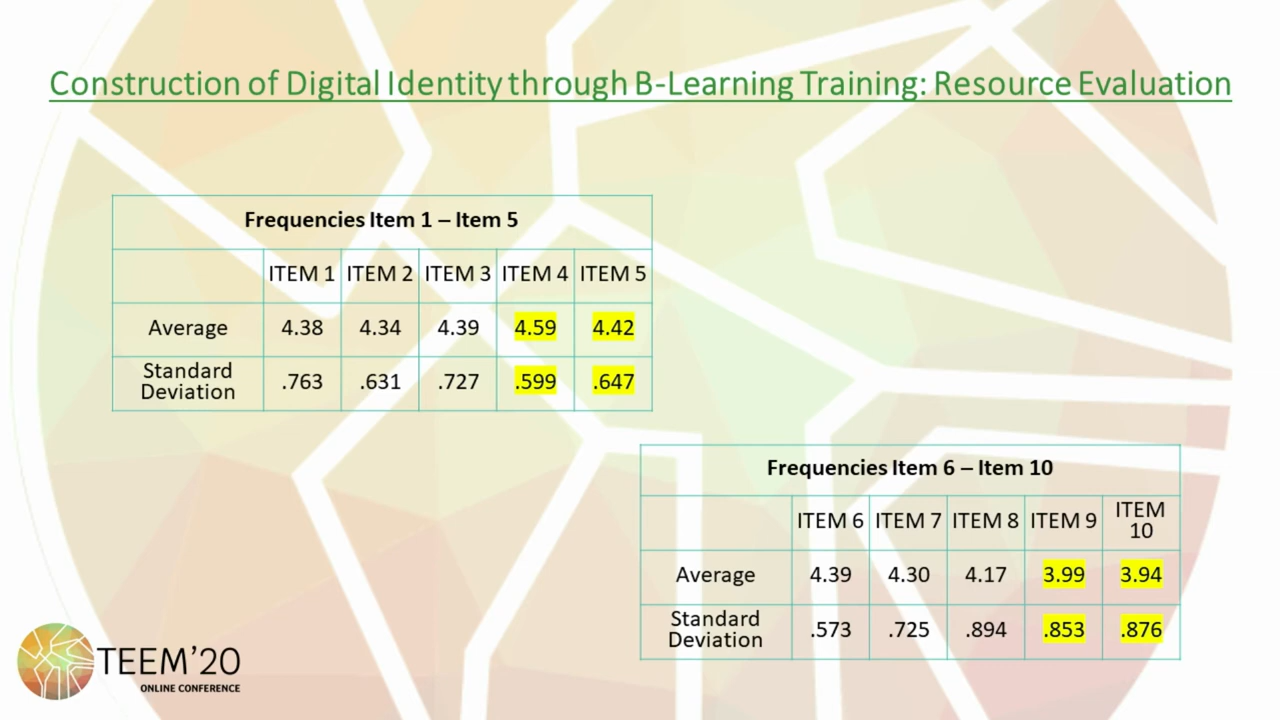 Construction of Digital Identity through B-Learning Training: Resource Evaluation
Frequencies Item 1 – Item 5
ITEM 1 ITEM 2 ITEM 3 ITEM 4 ITEM 5
Average 4.38 4.34 4.39 4.59 4.42
Standard
Deviation .763 .631 .727 .599 .647
Frequencies Item 6 – Item 10
ITEM 6 ITEM 7 ITEM 8 ITEM 9 ITEM
10
Average 4.39 4.30 4.17 3.99 3.94
Standard
Deviation .573 .725 .894 .853 .876
TEEM’20
ONLINE CONFERENCE